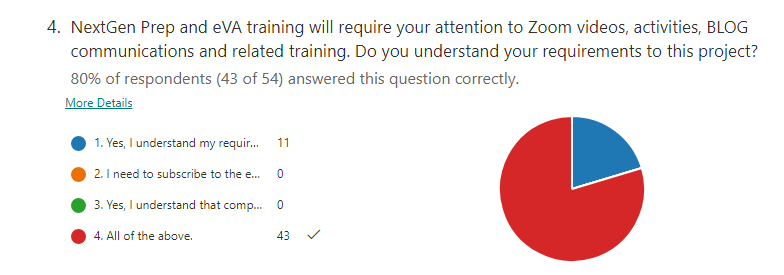 4. NextGen Prep and eVA training will require your attention to Zoom videos, activities, BLOG
communications and related training. Do you understand your requirements to this project?
80% of respondents (43 of 54) answered this question correctly.
More Details
1. Yes, I understand my requir... 11
2. I need to subscribe to the e... 0
3. Yes, I understand that comp... 0
4. All of the above. 43